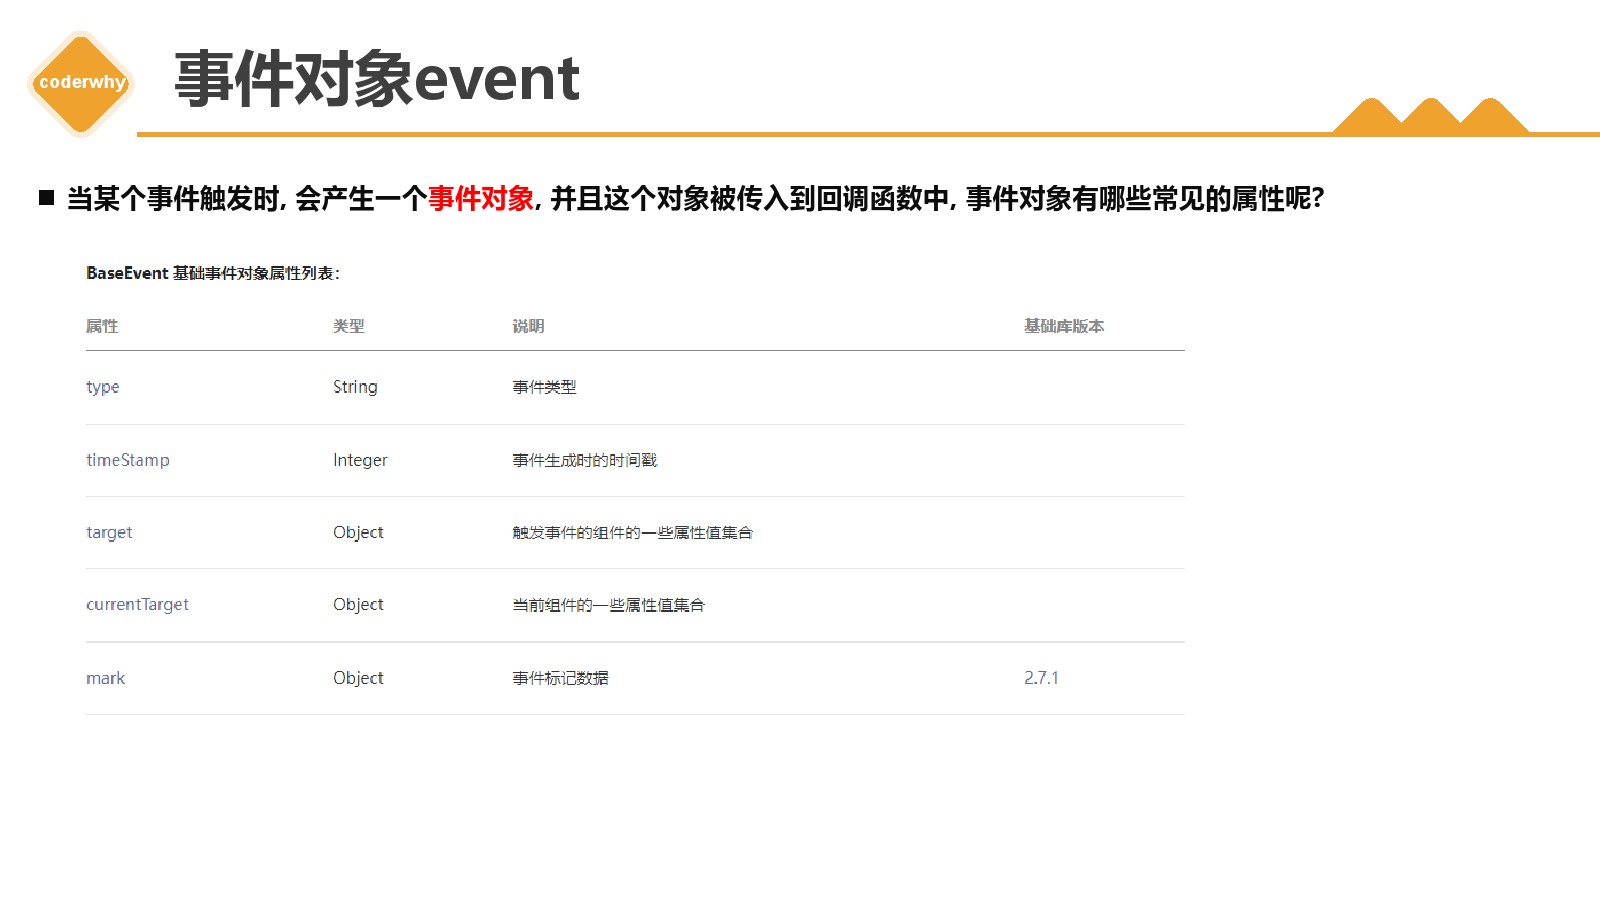 coderwhy
事件对象event
当某个事件触发时, 会产生一个事件对象, 并且这个对象被传入到回调函数中, 事件对象有哪些常见的属性呢?
BaseEvent 基础事件对象属性列表：
属性 类型 说明 基础库版本
type String 事件类型
timeStamp Integer 事件生成时的时间戳
target Object 触发事件的组件的一些属性值集合
currentTarget Object 当前组件的一些属性值集合
mark Object 事件标记数据 2.7.1